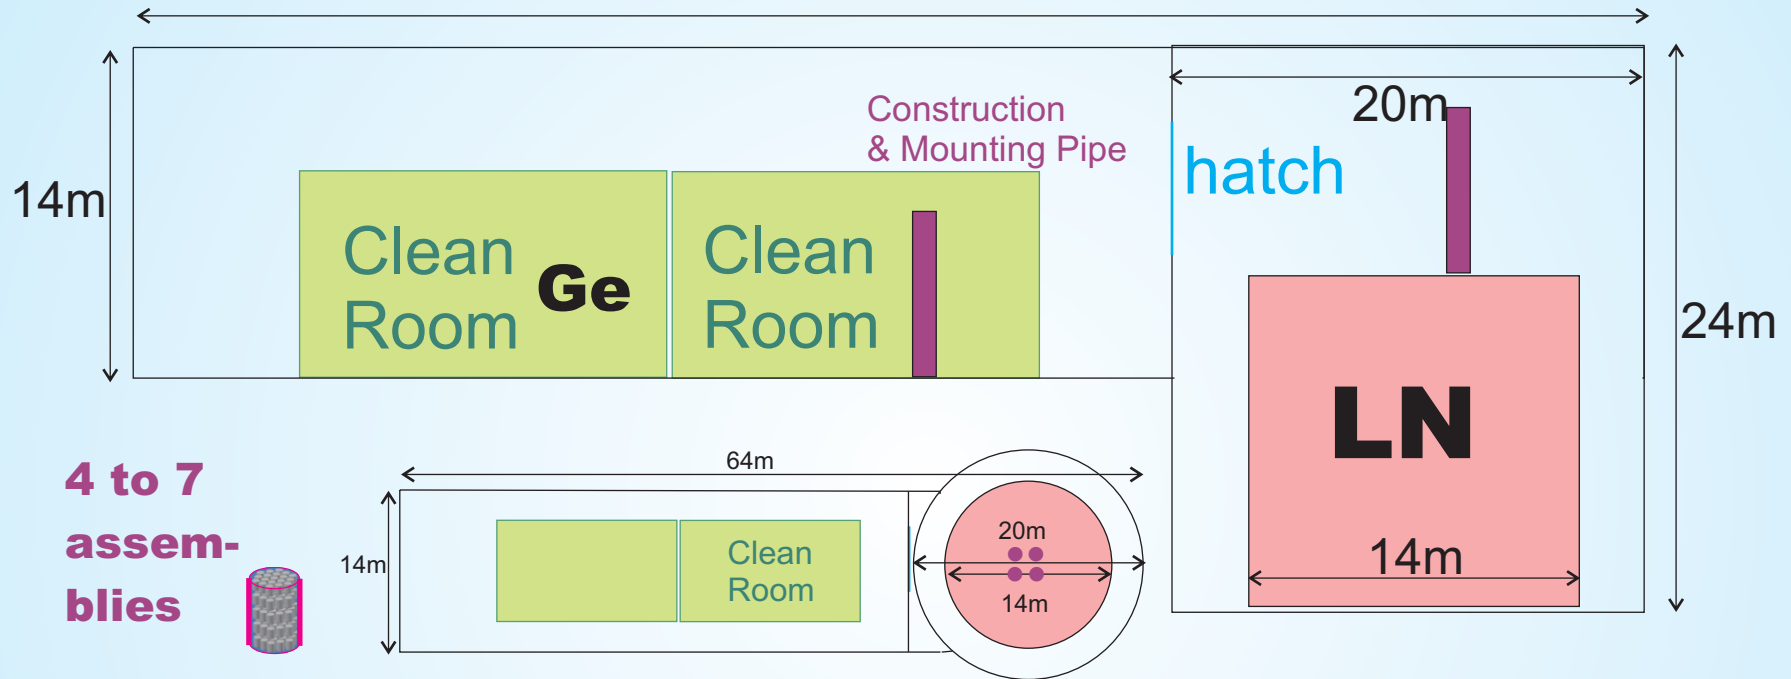 Construction
& Mounting Pipe
20m
14m
hatch
Clean
Room
Ge
Clean
Room
24m
LN
14m
4 to 7
assem-
blies
64m
14m
Clean
Room
20m
14m